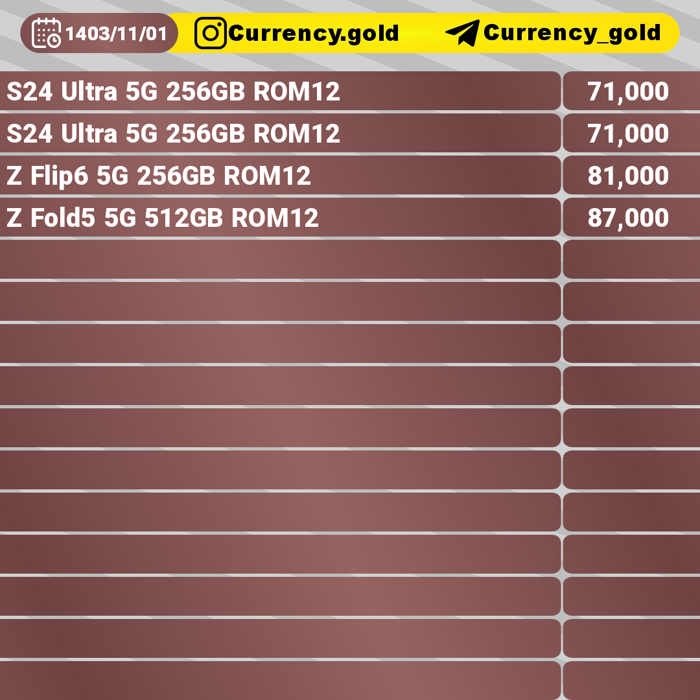 1403/11/01 Currency.gold Currency_gold
S24 Ultra 5G 256GB ROM12 71,000
S24 Ultra 5G 256GB ROM12 71,000
Z Flip6 5G 256GB ROM12 81,000
Z Fold5 5G 512GB ROM12 87,000